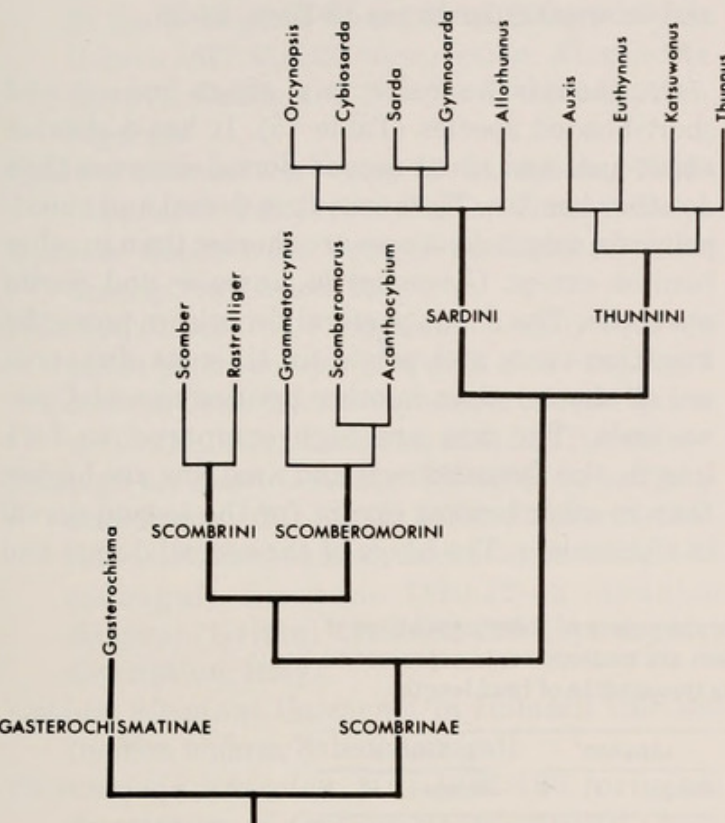 Orcynopsis
Cybiosarda
Sarda
Gymnosarda
Allothunnus
Auxis
Euthynnus
Katsuwonus
Thunnus
Scomber
Rastrelliger
Grammatorcynus
Scomberomorus
Acanthocybium
SARDINI
THUNNINI
SCOMBRINI
SCOMBEROMORINI
Gasterochisma
GASTEROCHISMATINAE
SCOMBRINAE